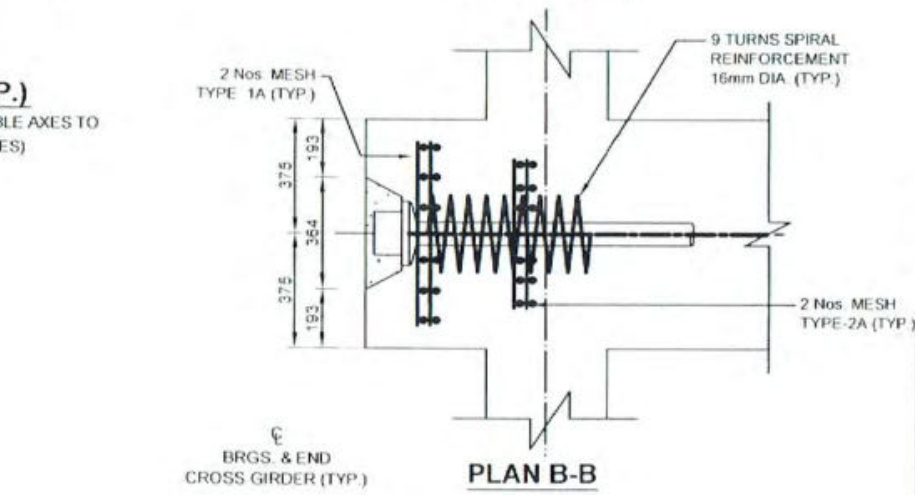 P.)
BLE AXES TO
ES)
2 Nos. MESH
TYPE 1A (TYP.)
9 TURNS SPIRAL
REINFORCEMENT
16mm DIA. (TYP.)
375
193
364
375
193
2 Nos. MESH
TYPE-2A (TYP.)
℄
BRGS. & END
CROSS GIRDER (TYP.)
PLAN B-B